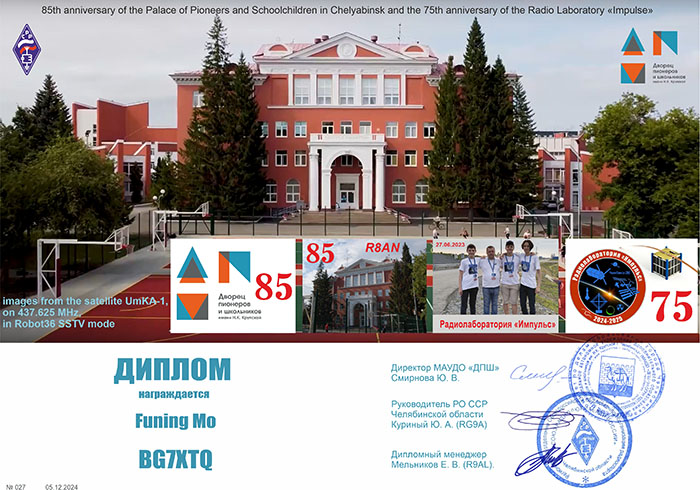 85th anniversary of the Palace of Pioneers and Schoolchildren in Chelyabinsk and the 75th anniversary of the Radio Laboratory «Impulse»
Дворец
пионеров
и школьников
имени Н.К. Крупской
images from the satellite UmKA-1,
on 437.625 MHz,
in Robot36 SSTV mode
Дворец
пионеров
и школьников
имени Н.К. Крупской
85
85
R8AN
27.06.2023
Радиолаборатория «Импульс»
Радиолаборатория «Импульс»
2024-2025
75
ДИПЛОМ
награждается
Funing Mo
BG7XTQ
Директор МАУДО «ДПШ»
Смирнова Ю. В.
Руководитель РО ССР
Челябинской области
Куриный Ю. А. (RG9A)
Дипломный менеджер
Мельников Е. В. (R9AL).
№ 027 05.12.2024